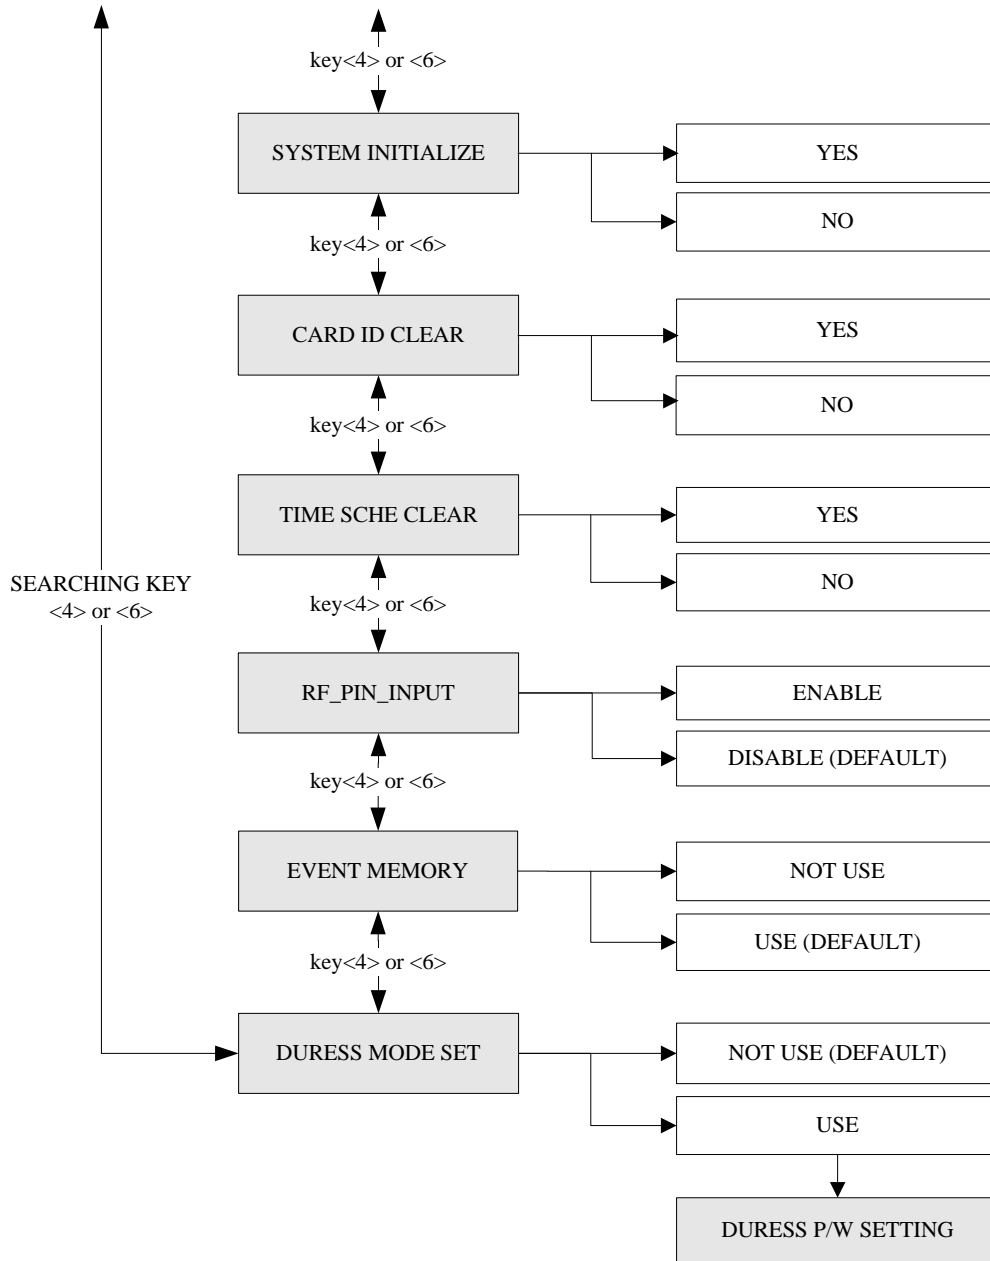 key<4> or <6>
SYSTEM INITIALIZE
YES
NO
key<4> or <6>
CARD ID CLEAR
YES
NO
key<4> or <6>
TIME SCHE CLEAR
YES
NO
SEARCHING KEY
<4> or <6>
key<4> or <6>
RF_PIN_INPUT
ENABLE
DISABLE (DEFAULT)
key<4> or <6>
EVENT MEMORY
NOT USE
USE (DEFAULT)
key<4> or <6>
DURESS MODE SET
NOT USE (DEFAULT)
USE
DURESS P/W SETTING